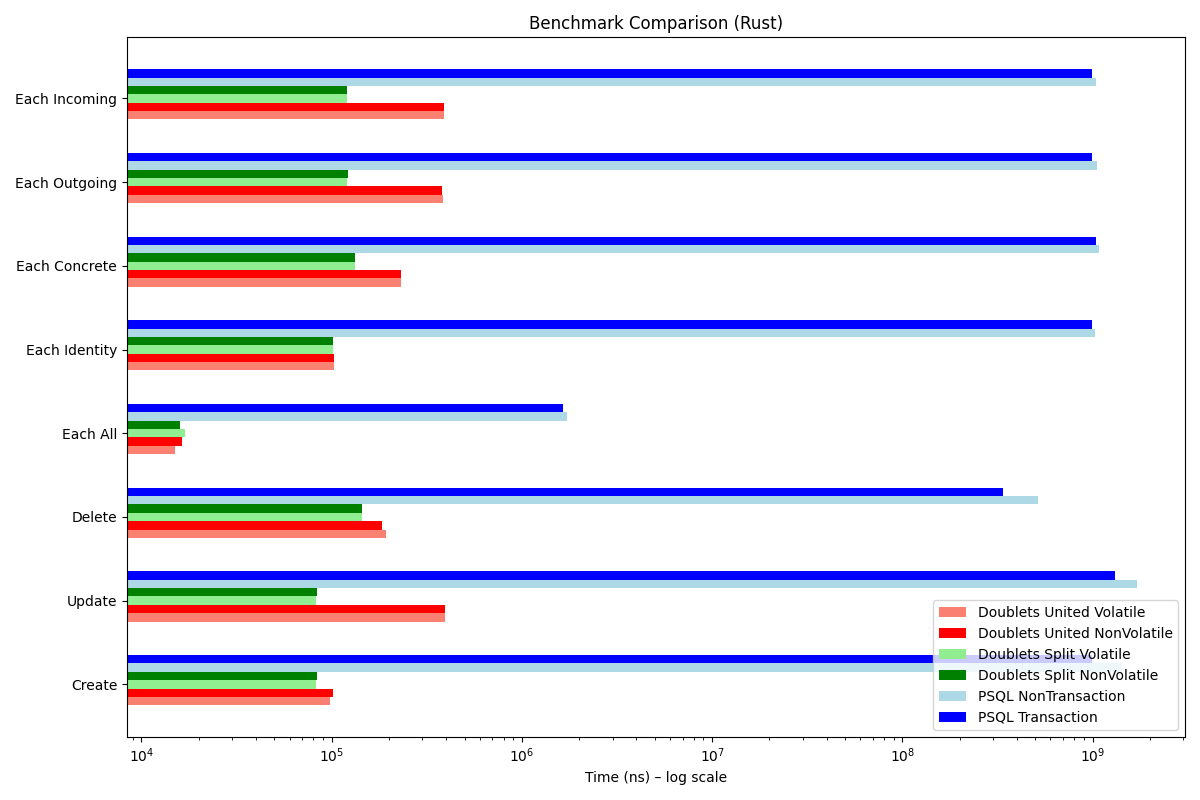 Benchmark Comparison (Rust)
Each Incoming
Each Outgoing
Each Concrete
Each Identity
Each All
Delete
Update
Create
Doublets United Volatile
Doublets United NonVolatile
Doublets Split Volatile
Doublets Split NonVolatile
PSQL NonTransaction
PSQL Transaction
10⁴ 10⁵ 10⁶ 10⁷ 10⁸ 10⁹
Time (ns) – log scale